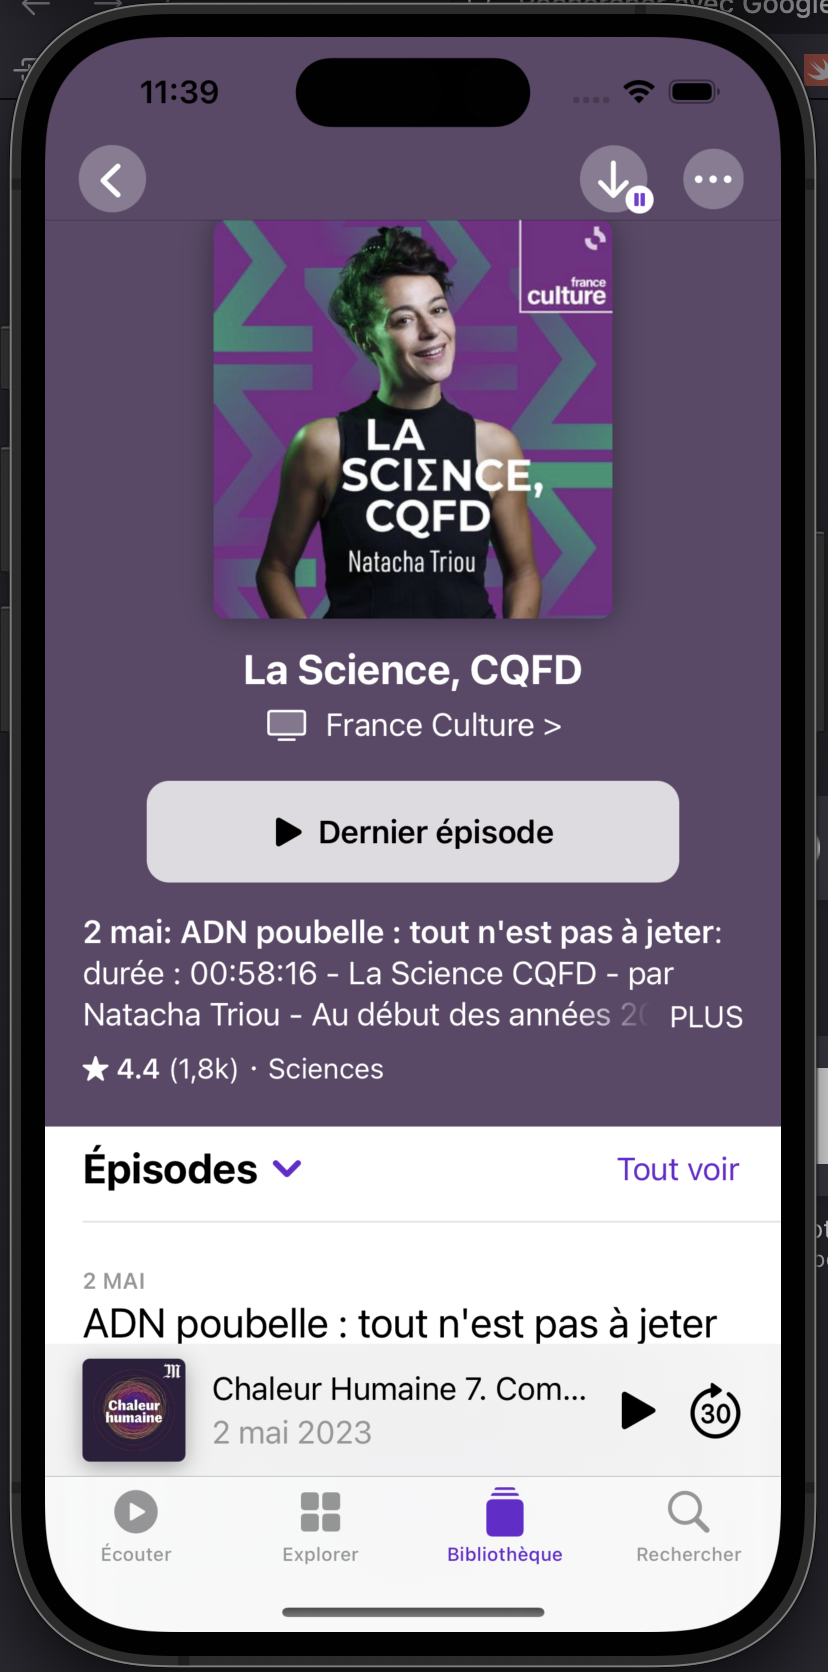 avec Google
11:39
france
culture
LA
SCIΣNCE,
CQFD
Natacha Triou
La Science, CQFD
France Culture >
Dernier épisode
2 mai: ADN poubelle : tout n'est pas à jeter:
durée : 00:58:16 - La Science CQFD - par
Natacha Triou - Au début des années 20 PLUS
4.4 (1,8k) · Sciences
Épisodes
Tout voir
2 MAI
ADN poubelle : tout n'est pas à jeter
M
Chaleur
humaine
Chaleur Humaine 7. Com...
2 mai 2023
30
Écouter
Explorer
Bibliothèque
Rechercher